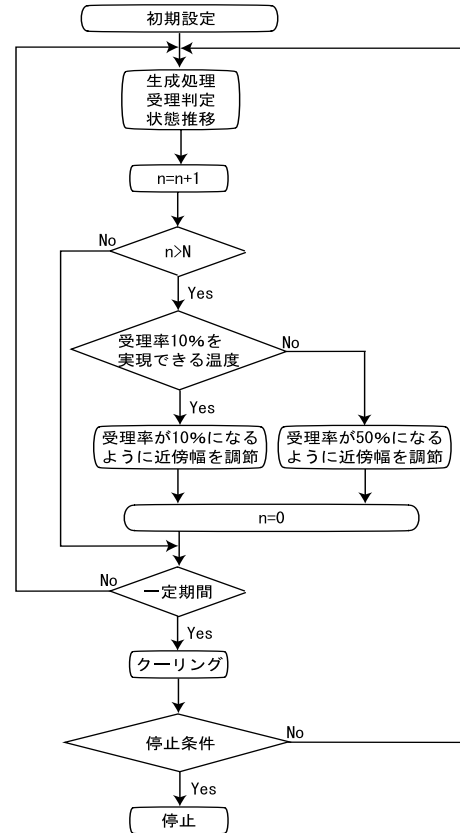 初期設定
生成処理
受理判定
状態推移
n=n+1
n>N
No
Yes
受理率10%を
実現できる温度
No
Yes
受理率が10%になる
ように近傍幅を調節
受理率が50%になる
ように近傍幅を調節
n=0
一定期間
No
Yes
クーリング
停止条件
No
Yes
停止